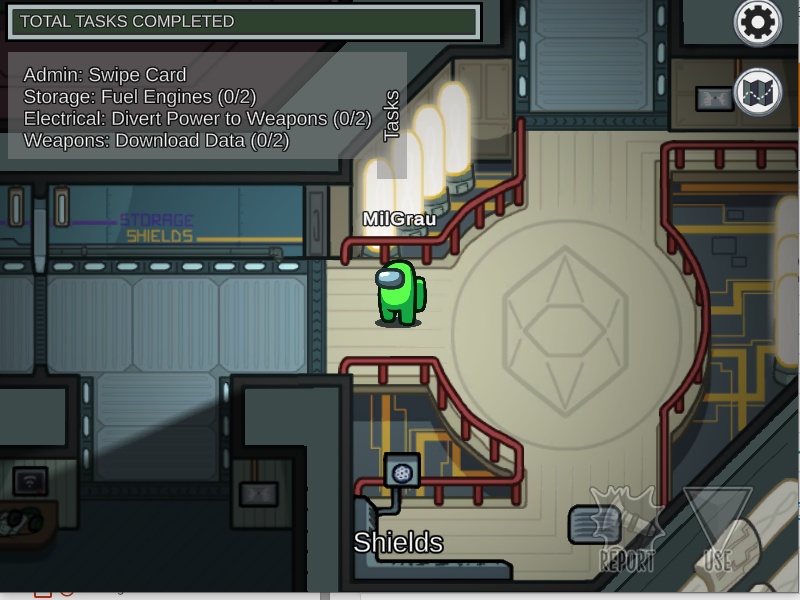 TOTAL TASKS COMPLETED
Admin: Swipe Card
Storage: Fuel Engines (0/2)
Electrical: Divert Power to Weapons (0/2)
Weapons: Download Data (0/2)
Tasks
MilGrau
STORAGE
SHIELDS
Shields
REPORT
USE